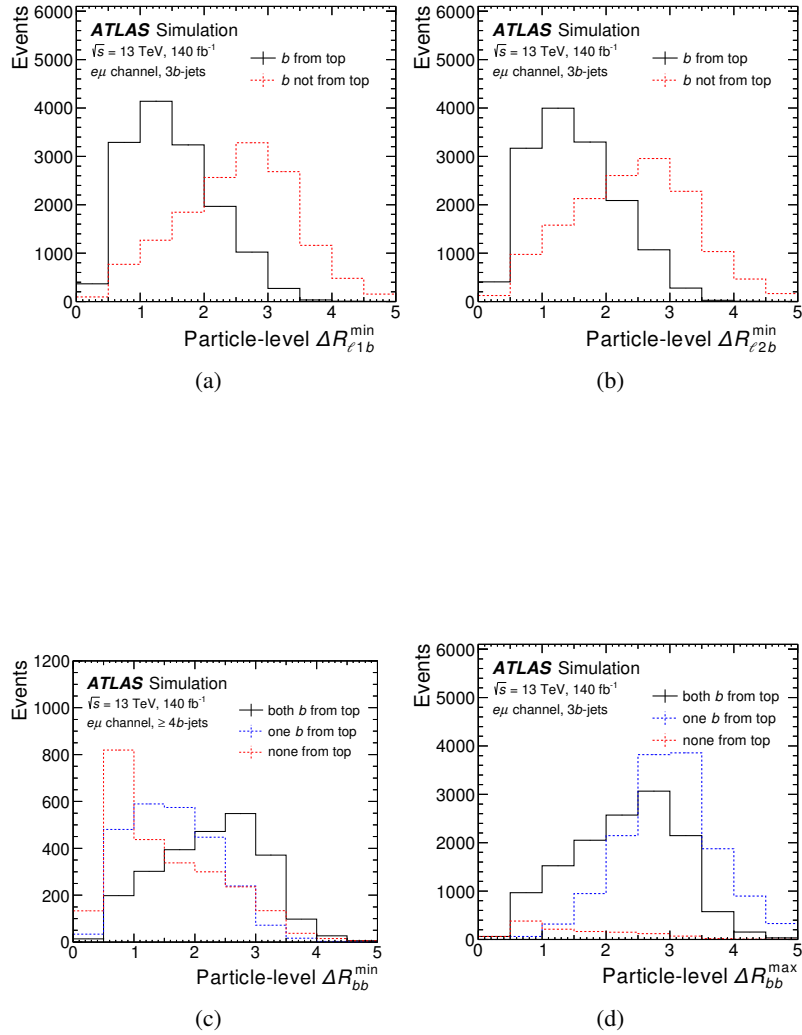 Events
6000
5000
4000
3000
2000
1000
0
ATLAS Simulation
√s = 13 TeV, 140 fb⁻¹
eμ channel, 3b-jets
b from top
b not from top
0 1 2 3 4 5
Particle-level ΔR^min_ℓ1b
(a)
Events
6000
5000
4000
3000
2000
1000
0
ATLAS Simulation
√s = 13 TeV, 140 fb⁻¹
eμ channel, 3b-jets
b from top
b not from top
0 1 2 3 4 5
Particle-level ΔR^min_ℓ2b
(b)
Events
1200
1000
800
600
400
200
0
ATLAS Simulation
√s = 13 TeV, 140 fb⁻¹
eμ channel, ≥ 4b-jets
both b from top
one b from top
none from top
0 1 2 3 4 5
Particle-level ΔR^min_bb
(c)
Events
6000
5000
4000
3000
2000
1000
0
ATLAS Simulation
√s = 13 TeV, 140 fb⁻¹
eμ channel, 3b-jets
both b from top
one b from top
none from top
0 1 2 3 4 5
Particle-level ΔR^max_bb
(d)